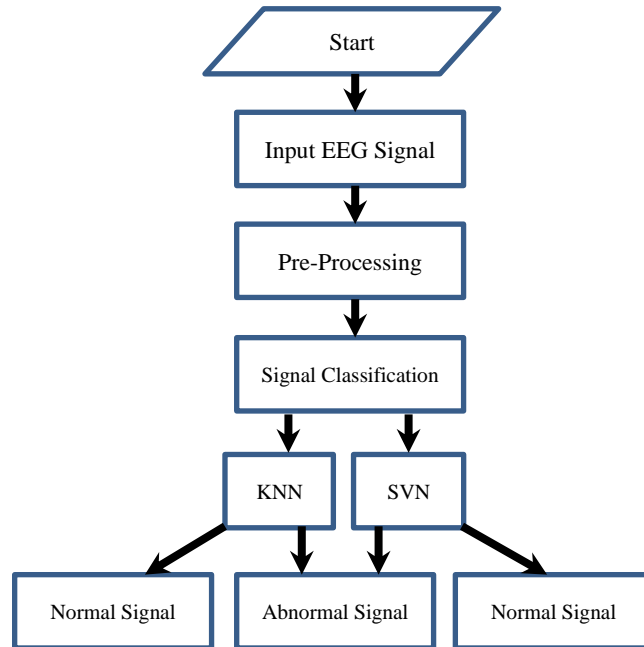 Start
Input EEG Signal
Pre-Processing
Signal Classification
KNN
SVN
Normal Signal
Abnormal Signal
Normal Signal